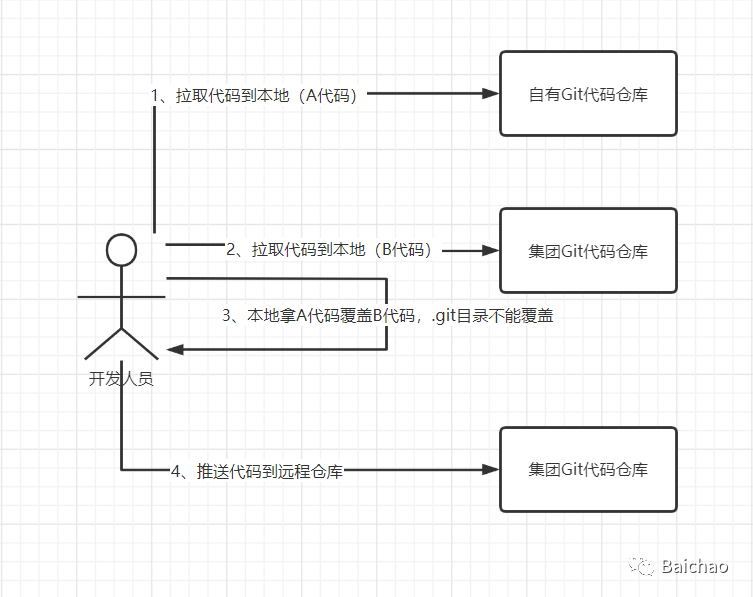 1、拉取代码到本地（A代码）
自有Git代码仓库
2、拉取代码到本地（B代码）
集团Git代码仓库
3、本地拿A代码覆盖B代码，.git目录不能覆盖
开发人员
4、推送代码到远程仓库
集团Git代码仓库
Baichao